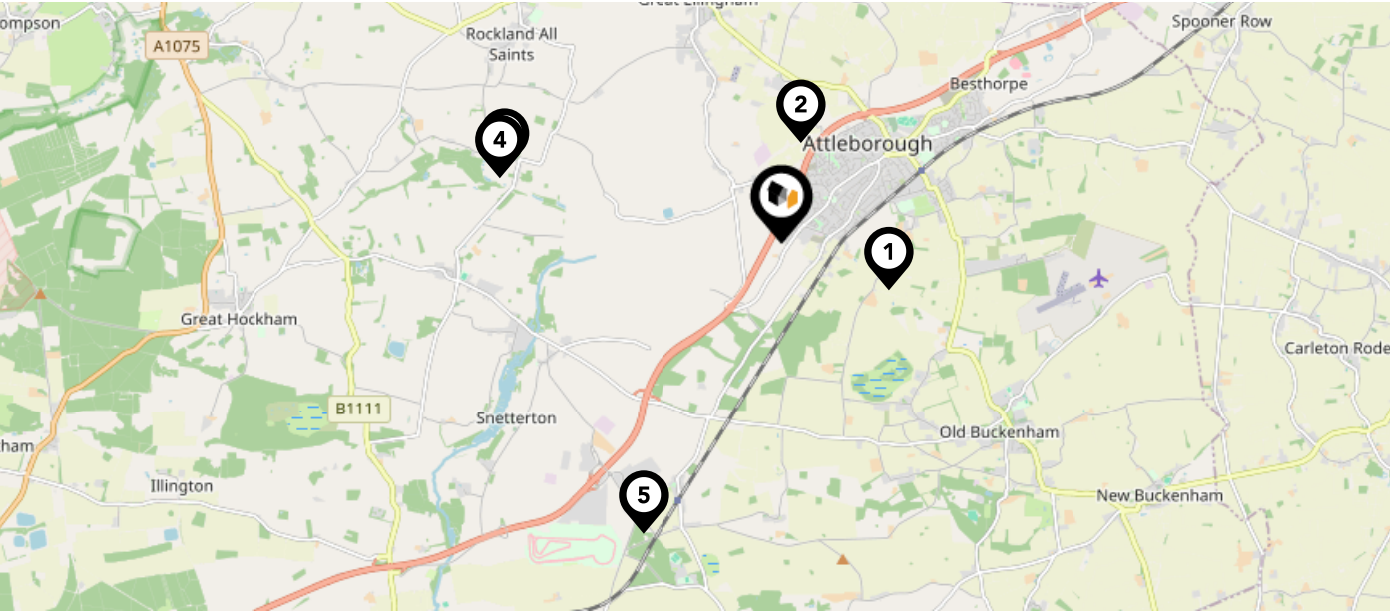 Great Ellingham
ompson
Rockland All
Saints
Spooner Row
A1075
Besthorpe
2
4
Attleborough
1
Great Hockham
Carleton Rode
B1111
Snetterton
Old Buckenham
ham
Illington
5
New Buckenham